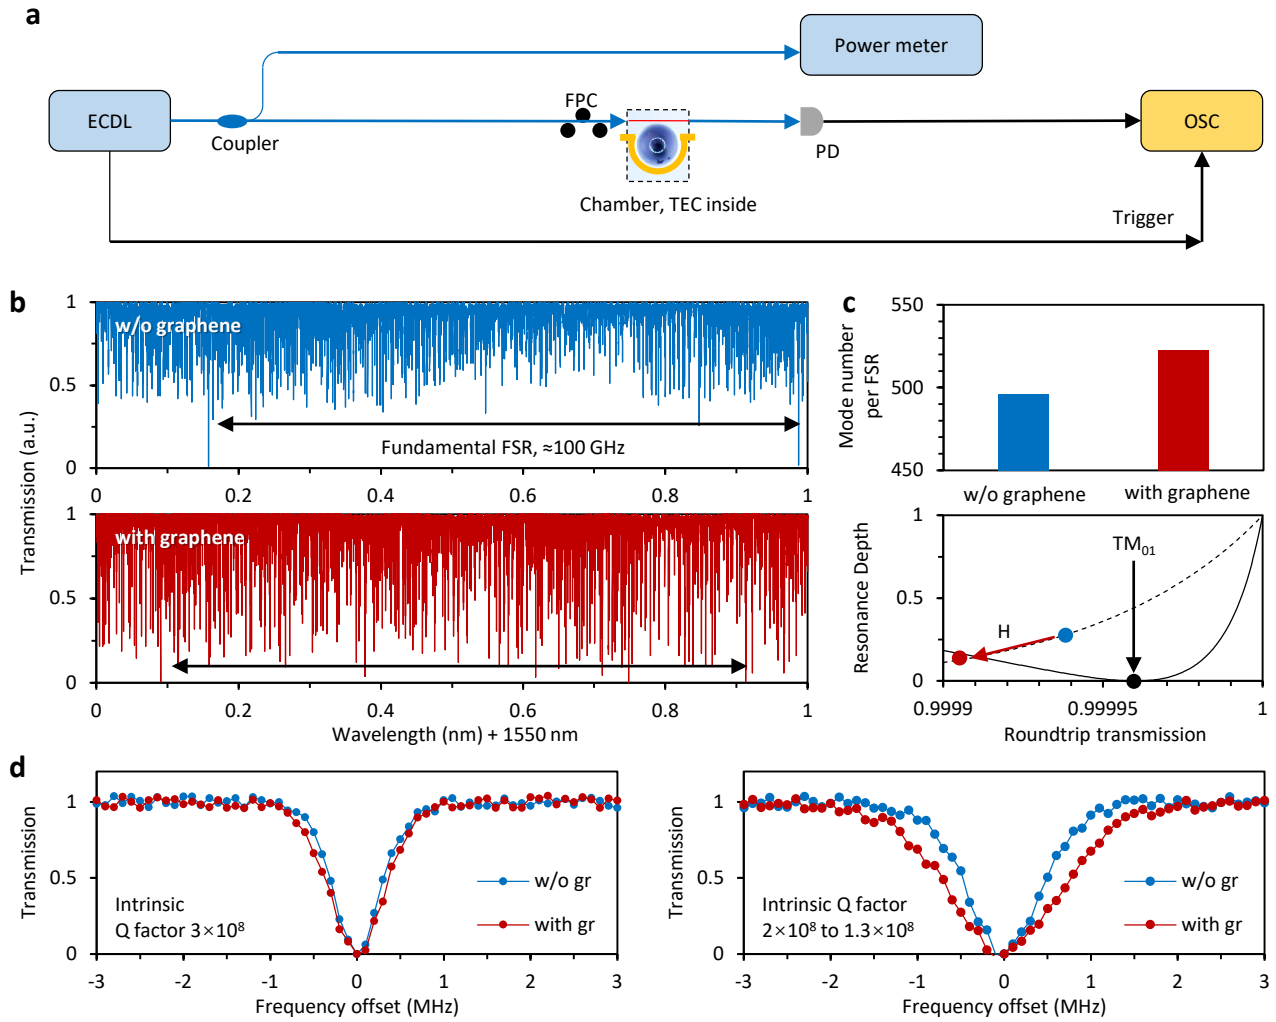 a
Power meter
ECDL
FPC
OSC
Coupler
PD
Chamber, TEC inside
Trigger
b
Transmission (a.u.)
1
0.5
0
w/o graphene
Fundamental FSR, ≈100 GHz
0 0.2 0.4 0.6 0.8 1
1
0.5
0
with graphene
0 0.2 0.4 0.6 0.8 1
Wavelength (nm) + 1550 nm
c
Mode number
per FSR
550
500
450
w/o graphene with graphene
Resonance Depth
1
0.5
0
TM₀₁
H
0.9999 0.99995 1
Roundtrip transmission
d
Transmission
1
0.5
0
w/o gr
with gr
Intrinsic
Q factor 3×10⁸
-3 -2 -1 0 1 2 3
Frequency offset (MHz)
Transmission
1
0.5
0
w/o gr
with gr
Intrinsic Q factor
2×10⁸ to 1.3×10⁸
-3 -2 -1 0 1 2 3
Frequency offset (MHz)